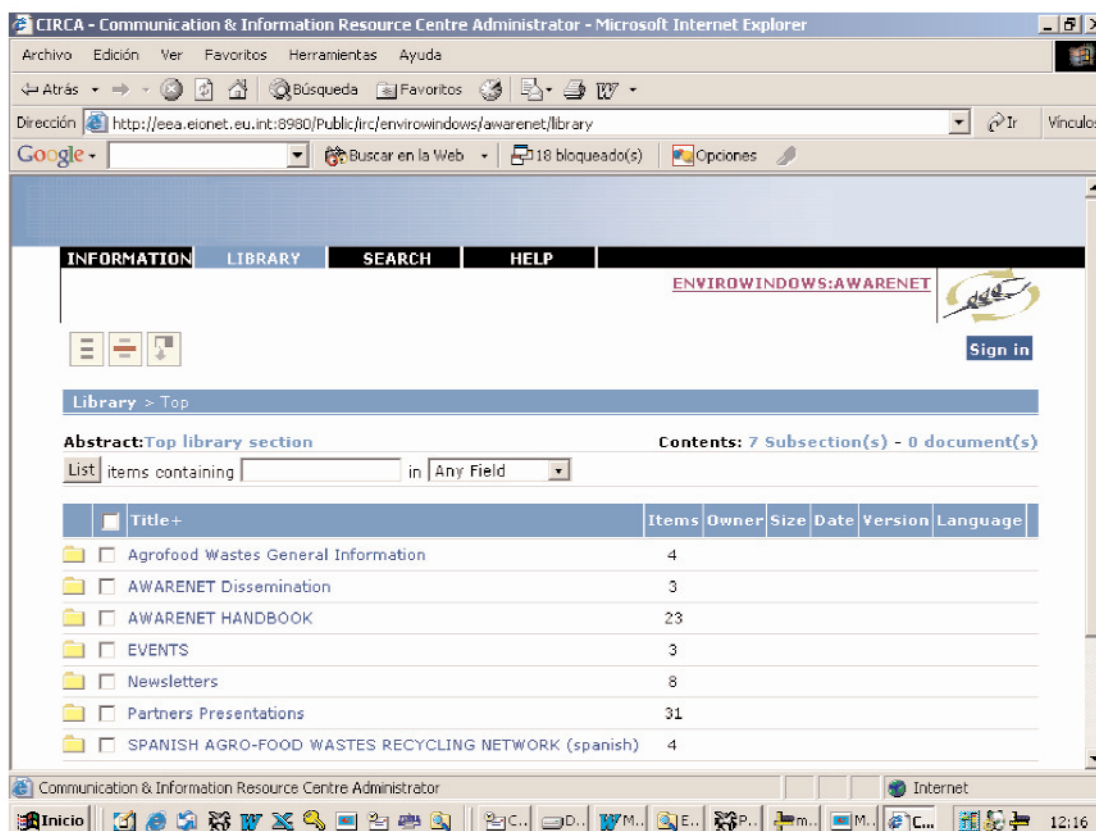 CIRCA - Communication & Information Resource Centre Administrator - Microsoft Internet Explorer
Archivo Edición Ver Favoritos Herramientas Ayuda
Atrás Búsqueda Favoritos
Dirección http://eea.eionet.eu.int:8980/Public/irc/envirowindows/awarenet/library Ir Vínculos
Google Buscar en la Web 18 bloqueado(s) Opciones
INFORMATION LIBRARY SEARCH HELP
ENVIROWINDOWS:AWARENET
Sign in
Library > Top
Abstract:Top library section Contents: 7 Subsection(s) - 0 document(s)
List items containing in Any Field
Title+ Items Owner Size Date Version Language
Agrofood Wastes General Information 4
AWARENET Dissemination 3
AWARENET HANDBOOK 23
EVENTS 3
Newsletters 8
Partners Presentations 31
SPANISH AGRO-FOOD WASTES RECYCLING NETWORK (spanish) 4
Communication & Information Resource Centre Administrator Internet
Inicio C... D... M... E... P... m... M... C... 12:16